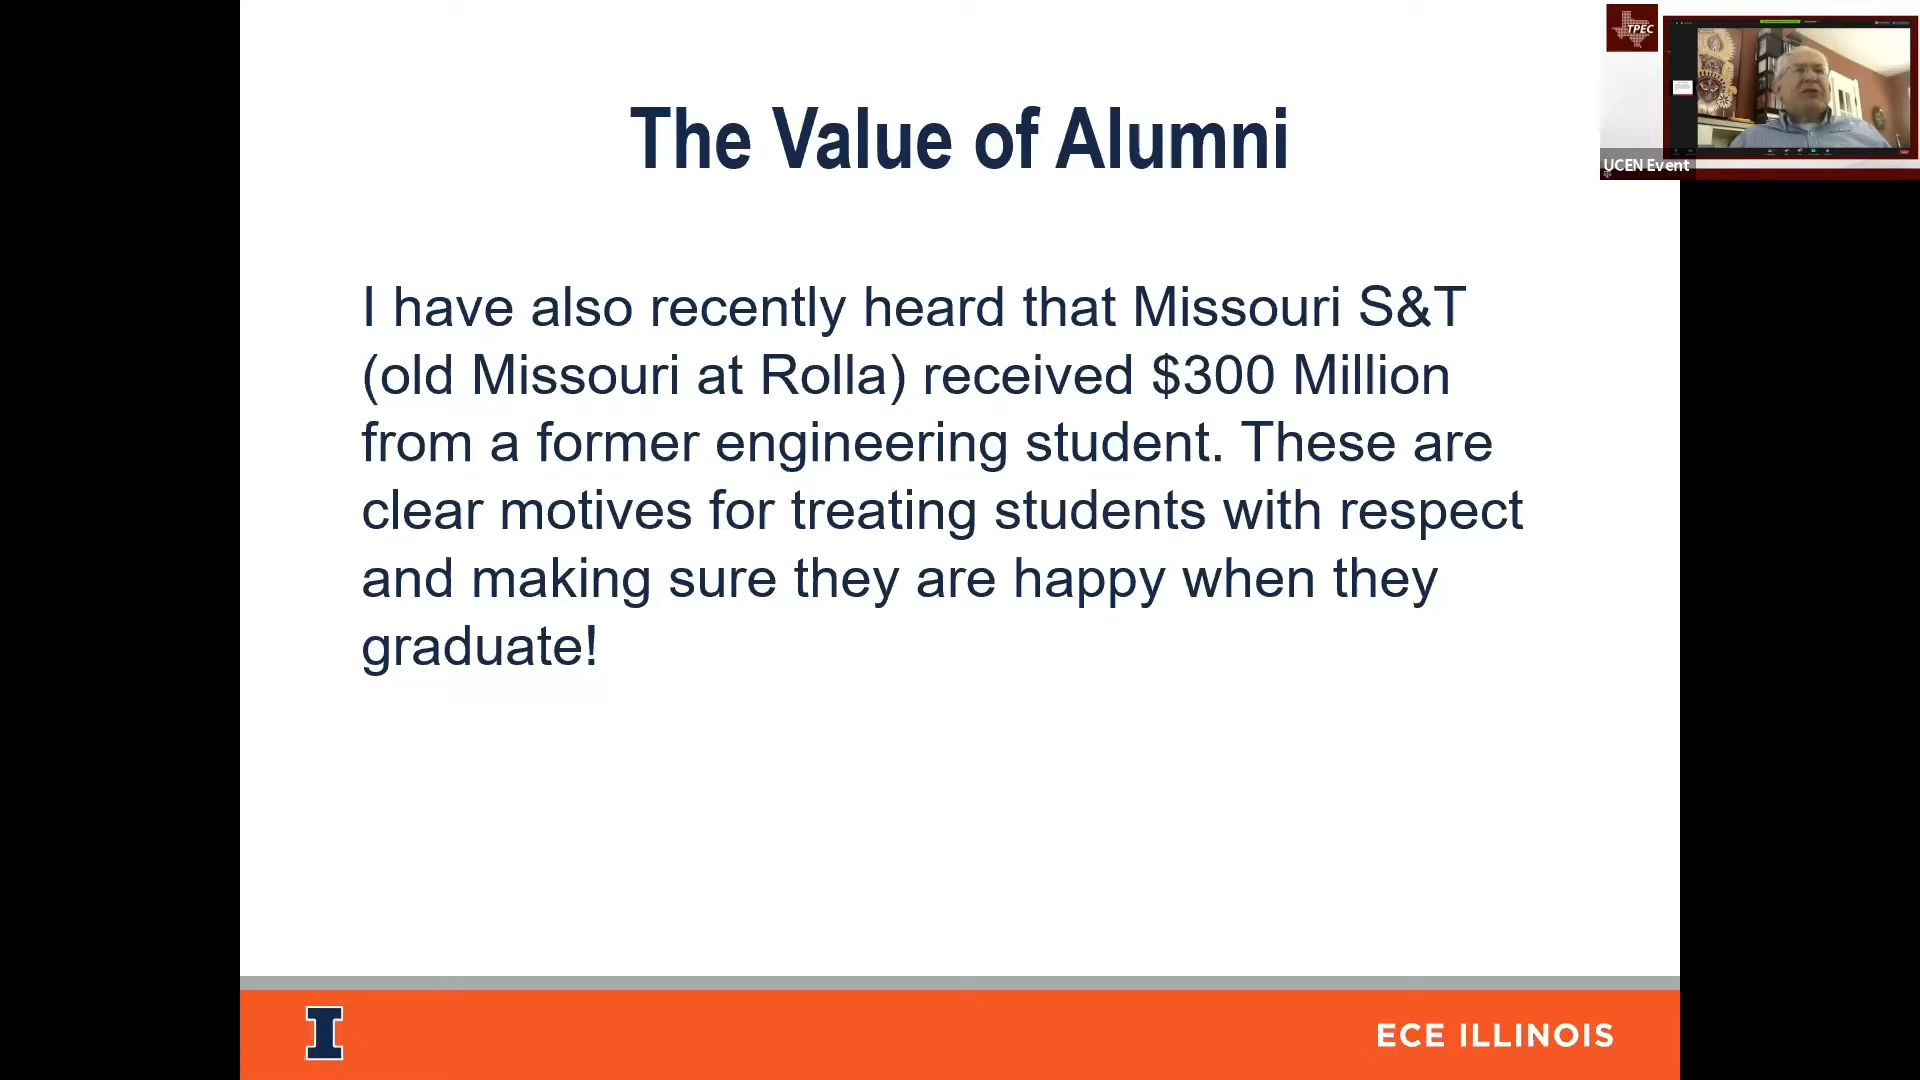 The Value of Alumni
TPEC
UCEN Event
I have also recently heard that Missouri S&T
(old Missouri at Rolla) received $300 Million
from a former engineering student. These are
clear motives for treating students with respect
and making sure they are happy when they
graduate!
I
ECE ILLINOIS